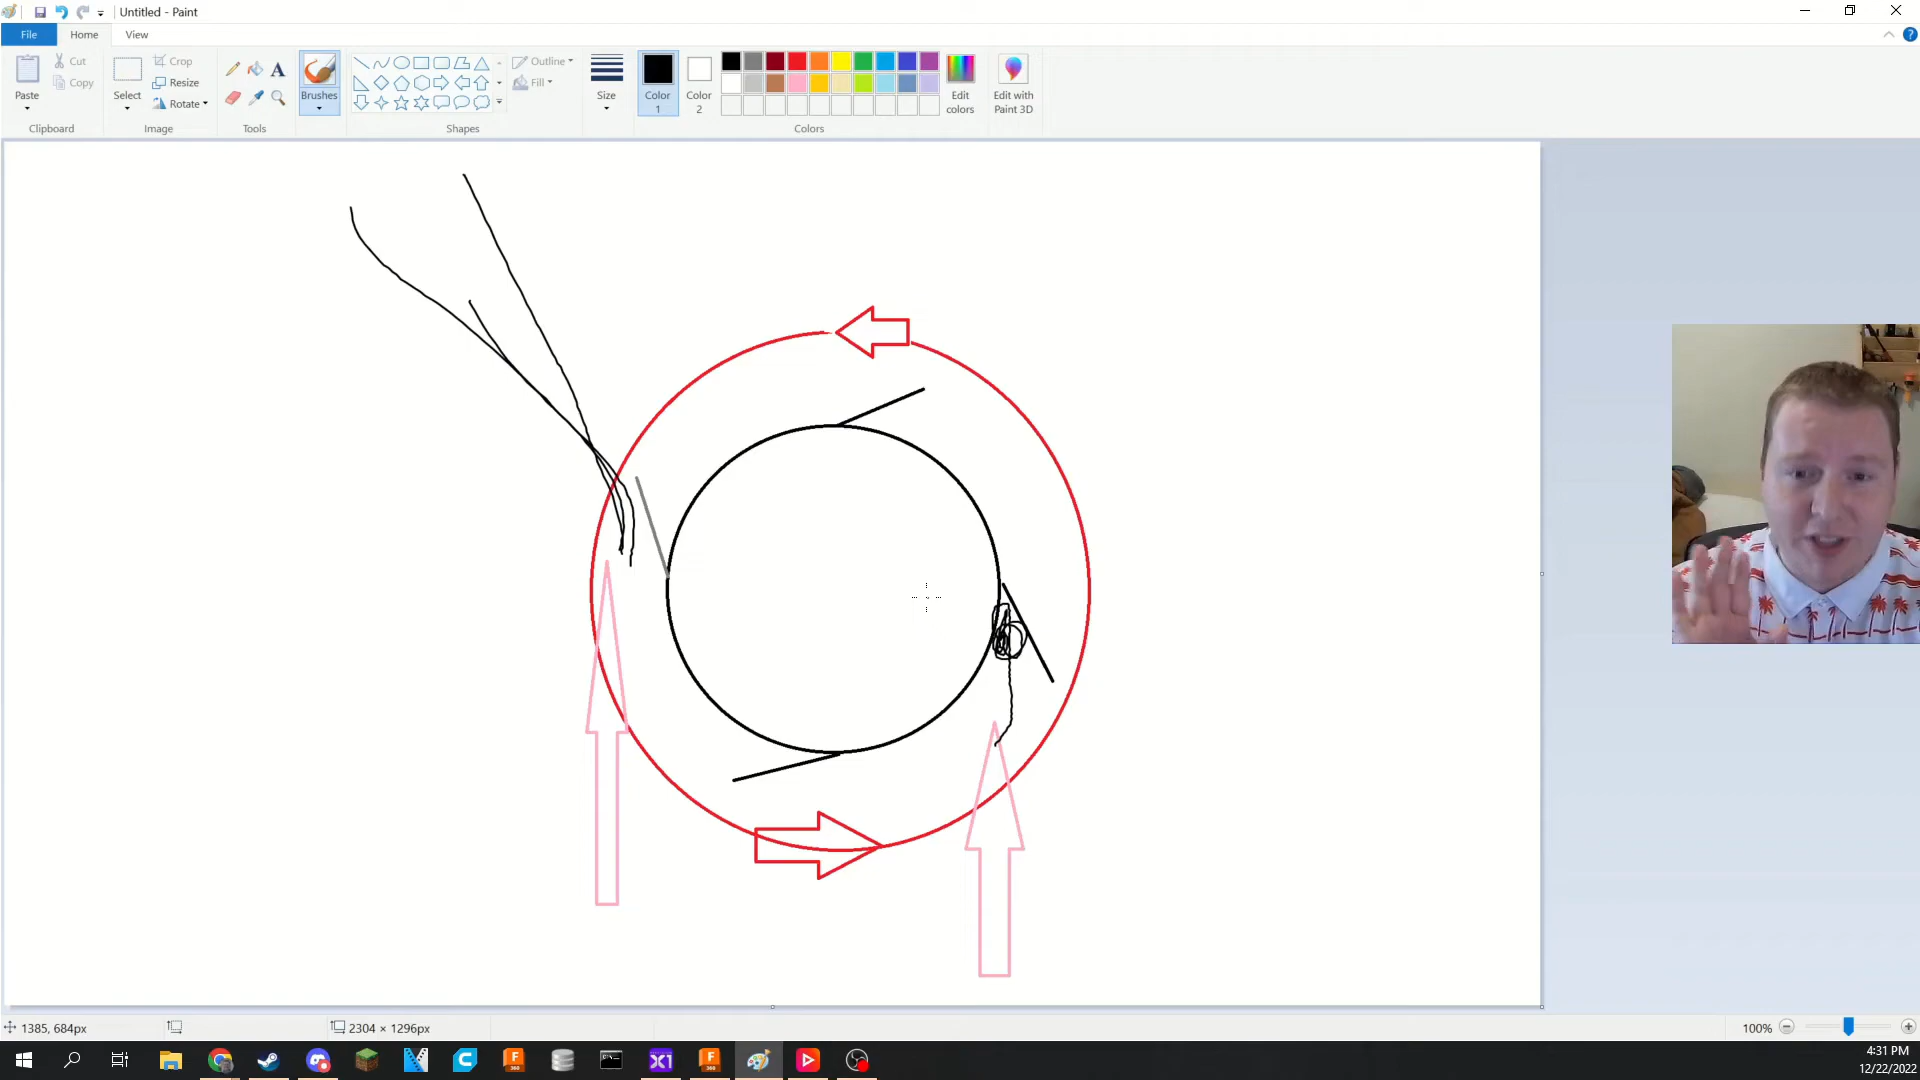 Untitled - Paint
File Home View
Paste
Cut
Copy
Clipboard
Select
Crop
Resize
Rotate
Image
Tools
Brushes
Shapes
Outline
Fill
Size
Color 1
Color 2
Colors
Edit colors
Edit with Paint 3D
1385, 684px
2304 × 1296px
100%
4:31 PM
12/22/2022